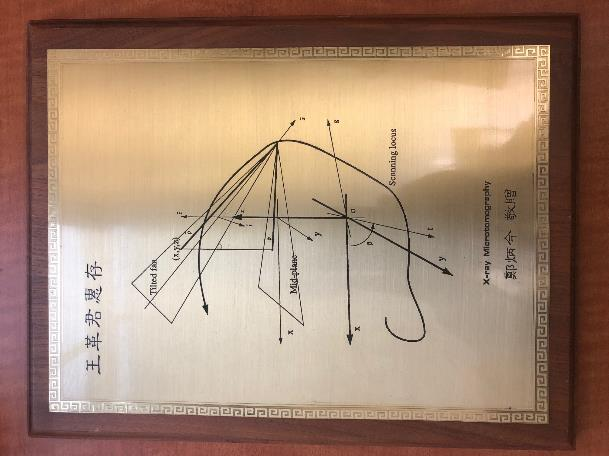 王革君惠存
Tilted fan
(x,y,z)
Mid-plane
x
y
s
Scanning locus
x
y
t
β
o
X-ray Microtomography
鄭炳今 敬贈